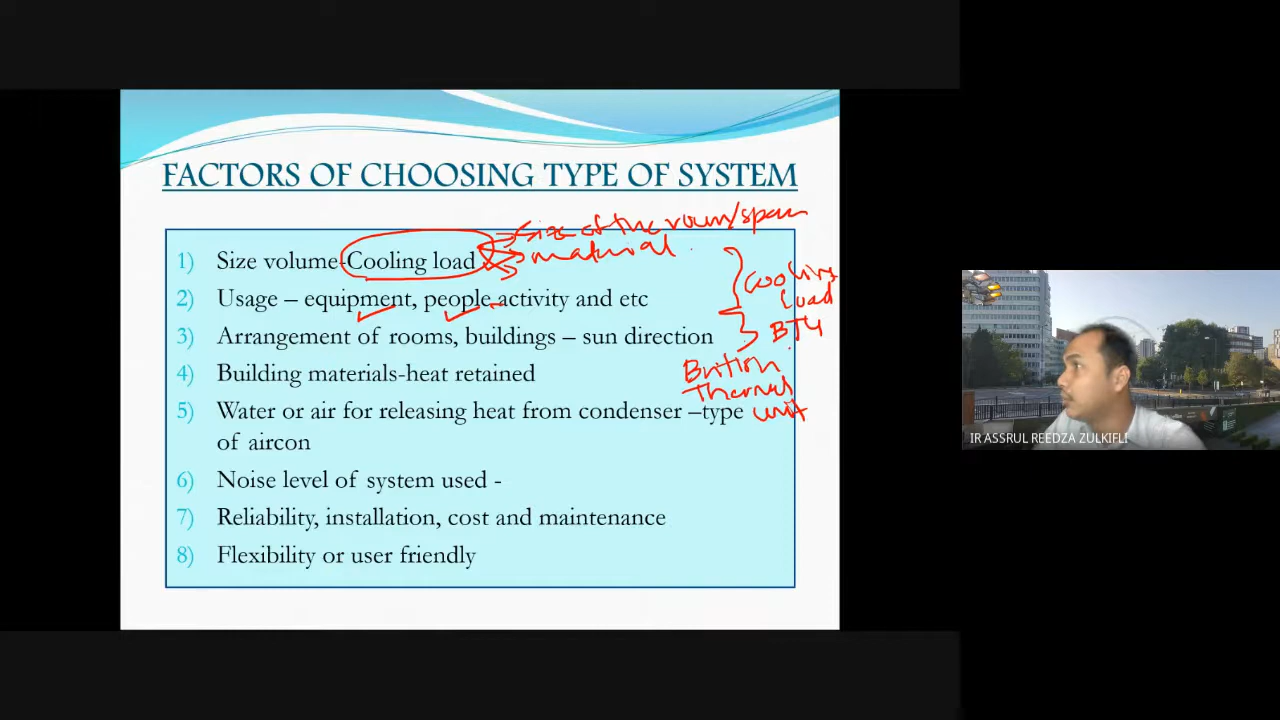 FACTORS OF CHOOSING TYPE OF SYSTEM
size of the room/space
material
1) Size volume-Cooling load
2) Usage – equipment, people activity and etc
Cooling
Load
3) Arrangement of rooms, buildings – sun direction
BTU
4) Building materials-heat retained
British
Thermal
5) Water or air for releasing heat from condenser –type
unit
of aircon
6) Noise level of system used -
7) Reliability, installation, cost and maintenance
8) Flexibility or user friendly
IR ASSRUL REEDZA ZULKIFLI